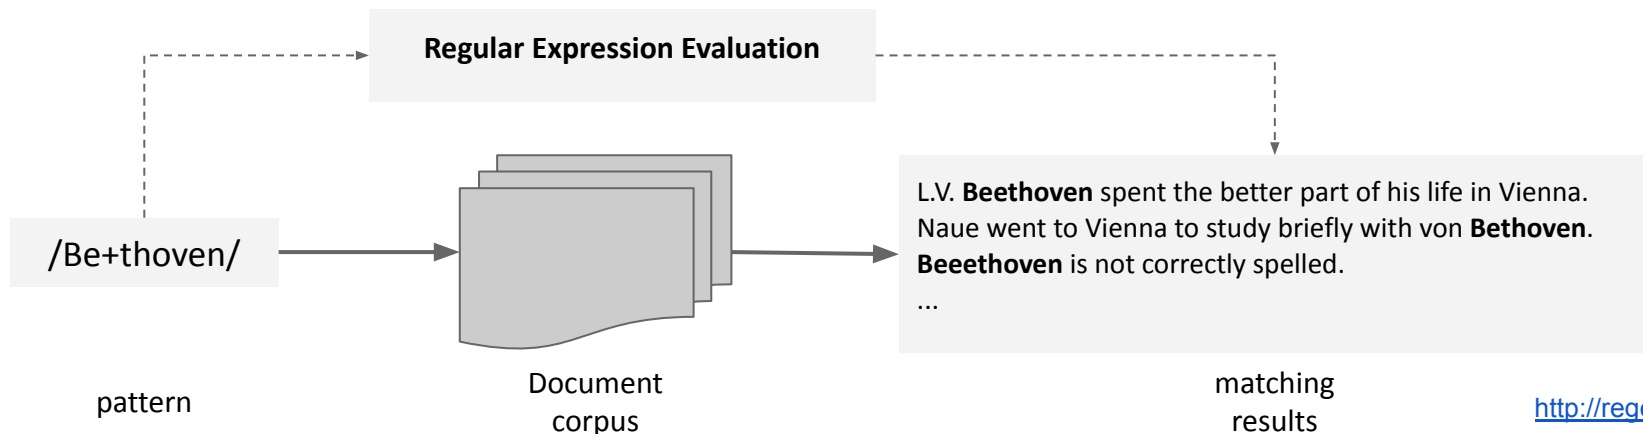 Regular Expression Evaluation
/Be+thoven/
L.V. Beethoven spent the better part of his life in Vienna.
Naue went to Vienna to study briefly with von Bethoven.
Beeethoven is not correctly spelled.
...
pattern
Document
corpus
matching
results